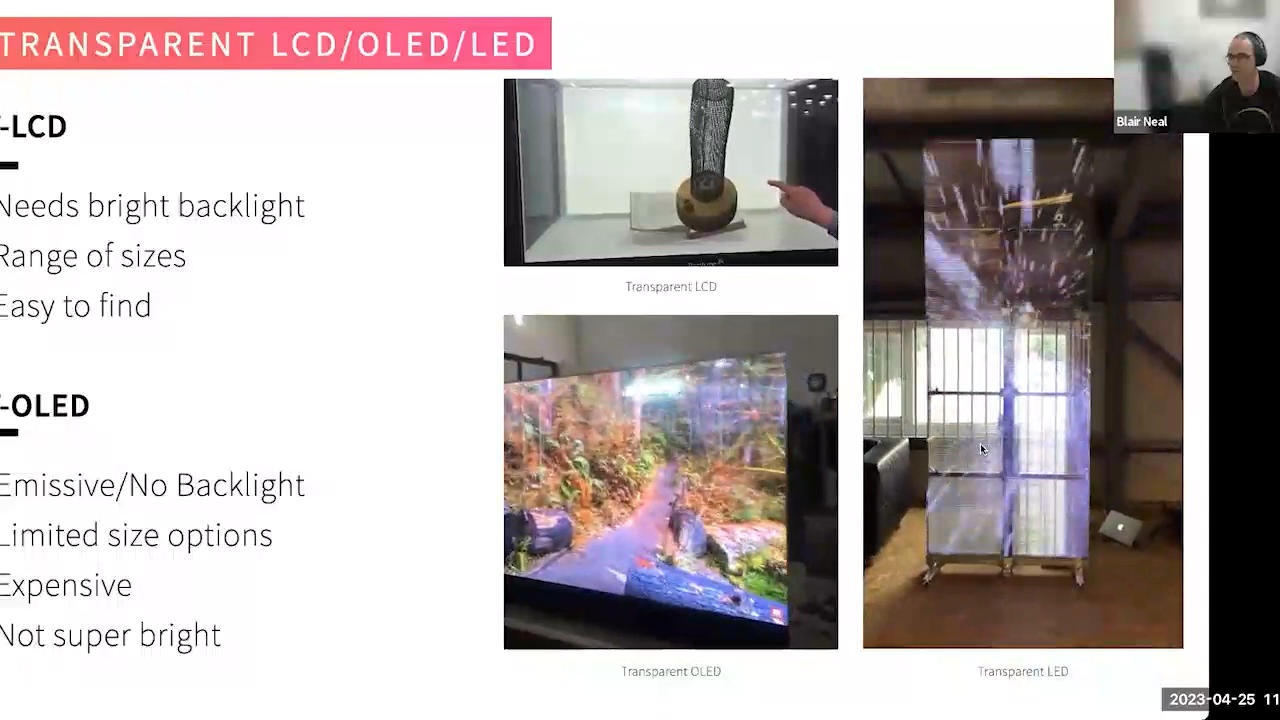 TRANSPARENT LCD/OLED/LED
Blair Neal
-LCD
Needs bright backlight
Range of sizes
Easy to find
Transparent LCD
-OLED
Emissive/No Backlight
Limited size options
Expensive
Not super bright
Transparent OLED
Transparent LED
2023-04-25 11